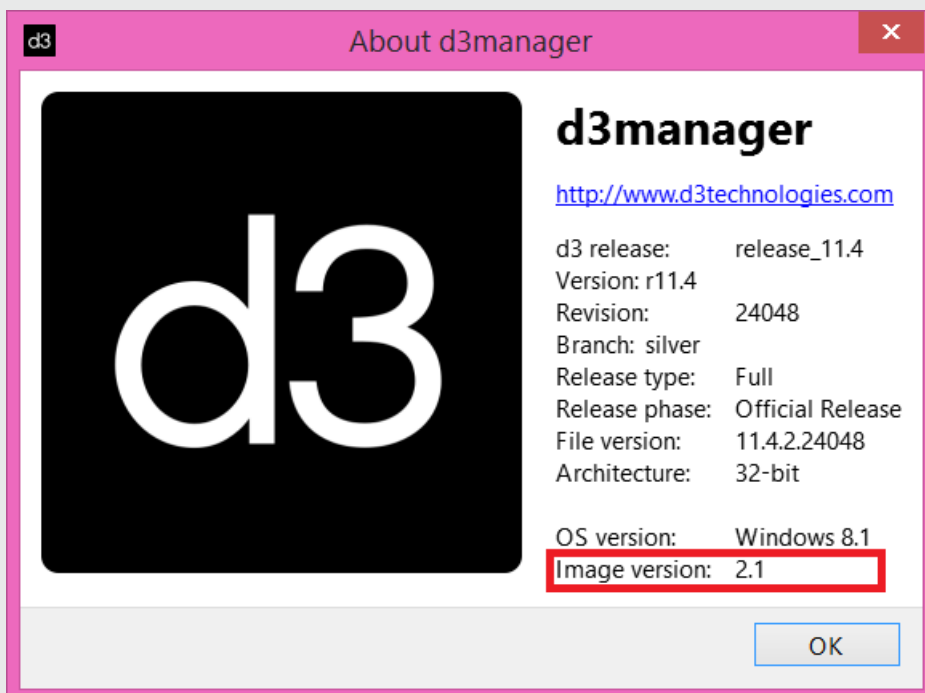 d3
About d3manager
d3
d3manager
http://www.d3technologies.com
d3 release: release_11.4
Version: r11.4
Revision: 24048
Branch: silver
Release type: Full
Release phase: Official Release
File version: 11.4.2.24048
Architecture: 32-bit
OS version: Windows 8.1
Image version: 2.1
OK